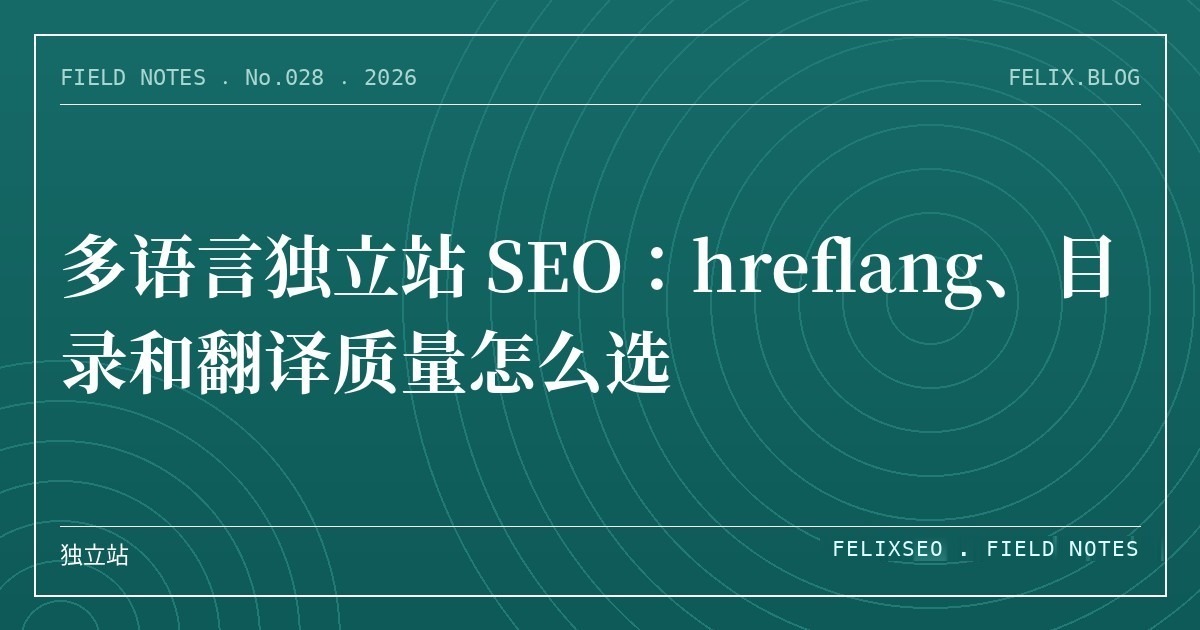 FIELD NOTES . No.028 . 2026
FELIX.BLOG
多语言独立站 SEO：hreflang、目
录和翻译质量怎么选
独立站
FELIXSEO . FIELD NOTES